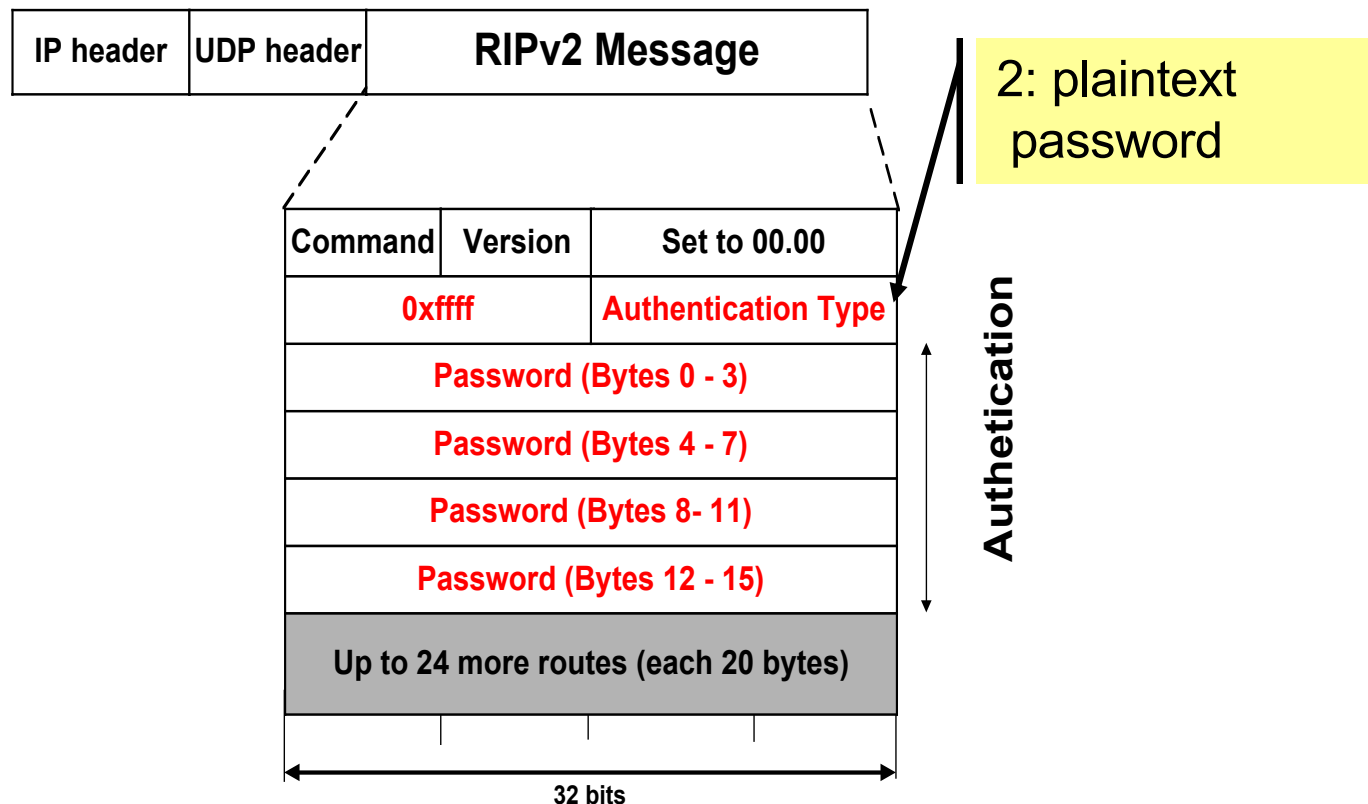 IP header UDP header RIPv2 Message
2: plaintext
password
Command Version Set to 00.00
0xffff Authentication Type
Password (Bytes 0 - 3)
Password (Bytes 4 - 7)
Password (Bytes 8- 11)
Password (Bytes 12 - 15)
Up to 24 more routes (each 20 bytes)
Authetication
32 bits